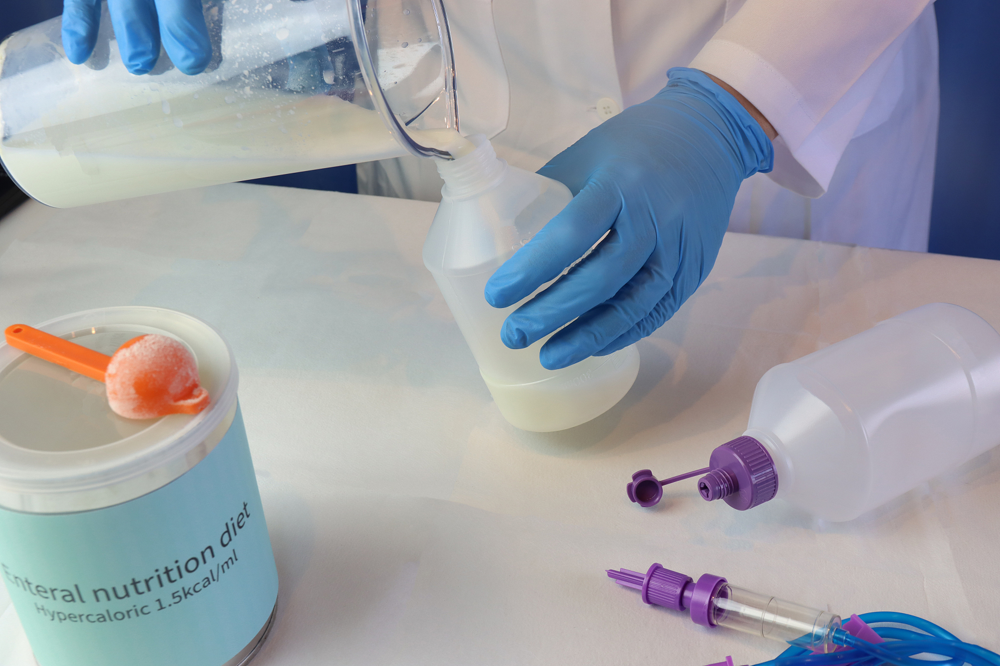 Enteral nutrition diet
Hypercaloric 1.5kcal/ml